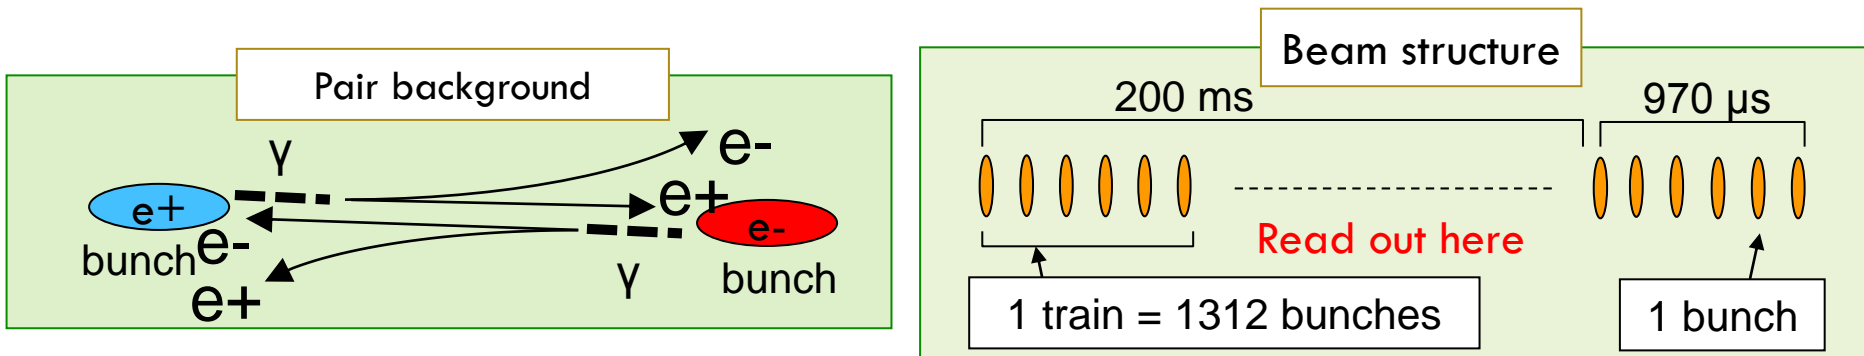 Pair background
γ
e-
e+
e+
bunch
e-
e+
e-
γ
bunch
Beam structure
200 ms
970 μs
Read out here
1 train = 1312 bunches
1 bunch